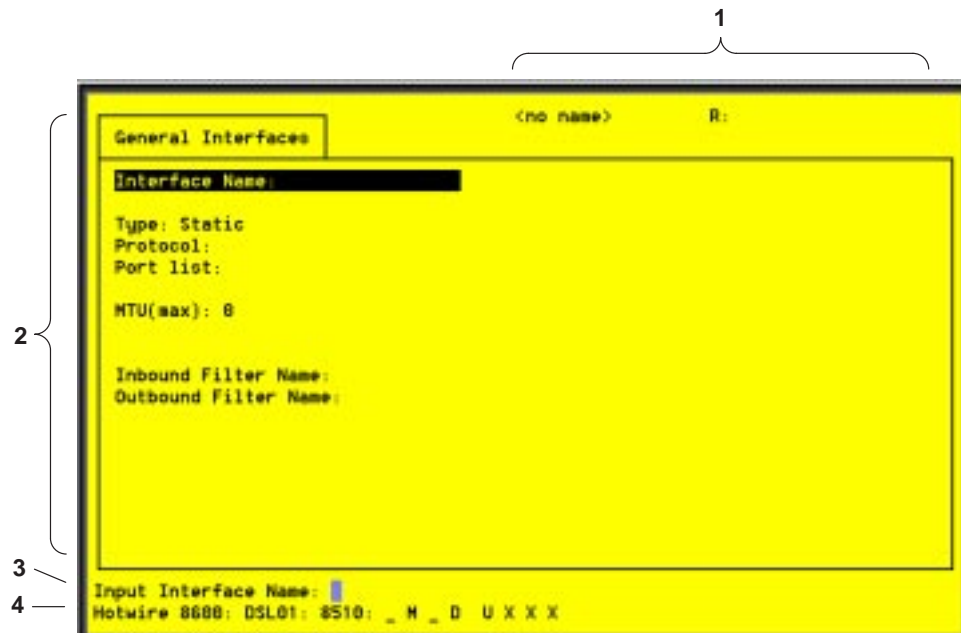 1
<no name> R:
General Interfaces
Interface Name:
Type: Static
Protocol:
Port list:
MTU(max): 0
2
Inbound Filter Name:
Outbound Filter Name:
3
Input Interface Name:
4
Hotwire 8600: DSL01: 8510: _ M _ D U X X X